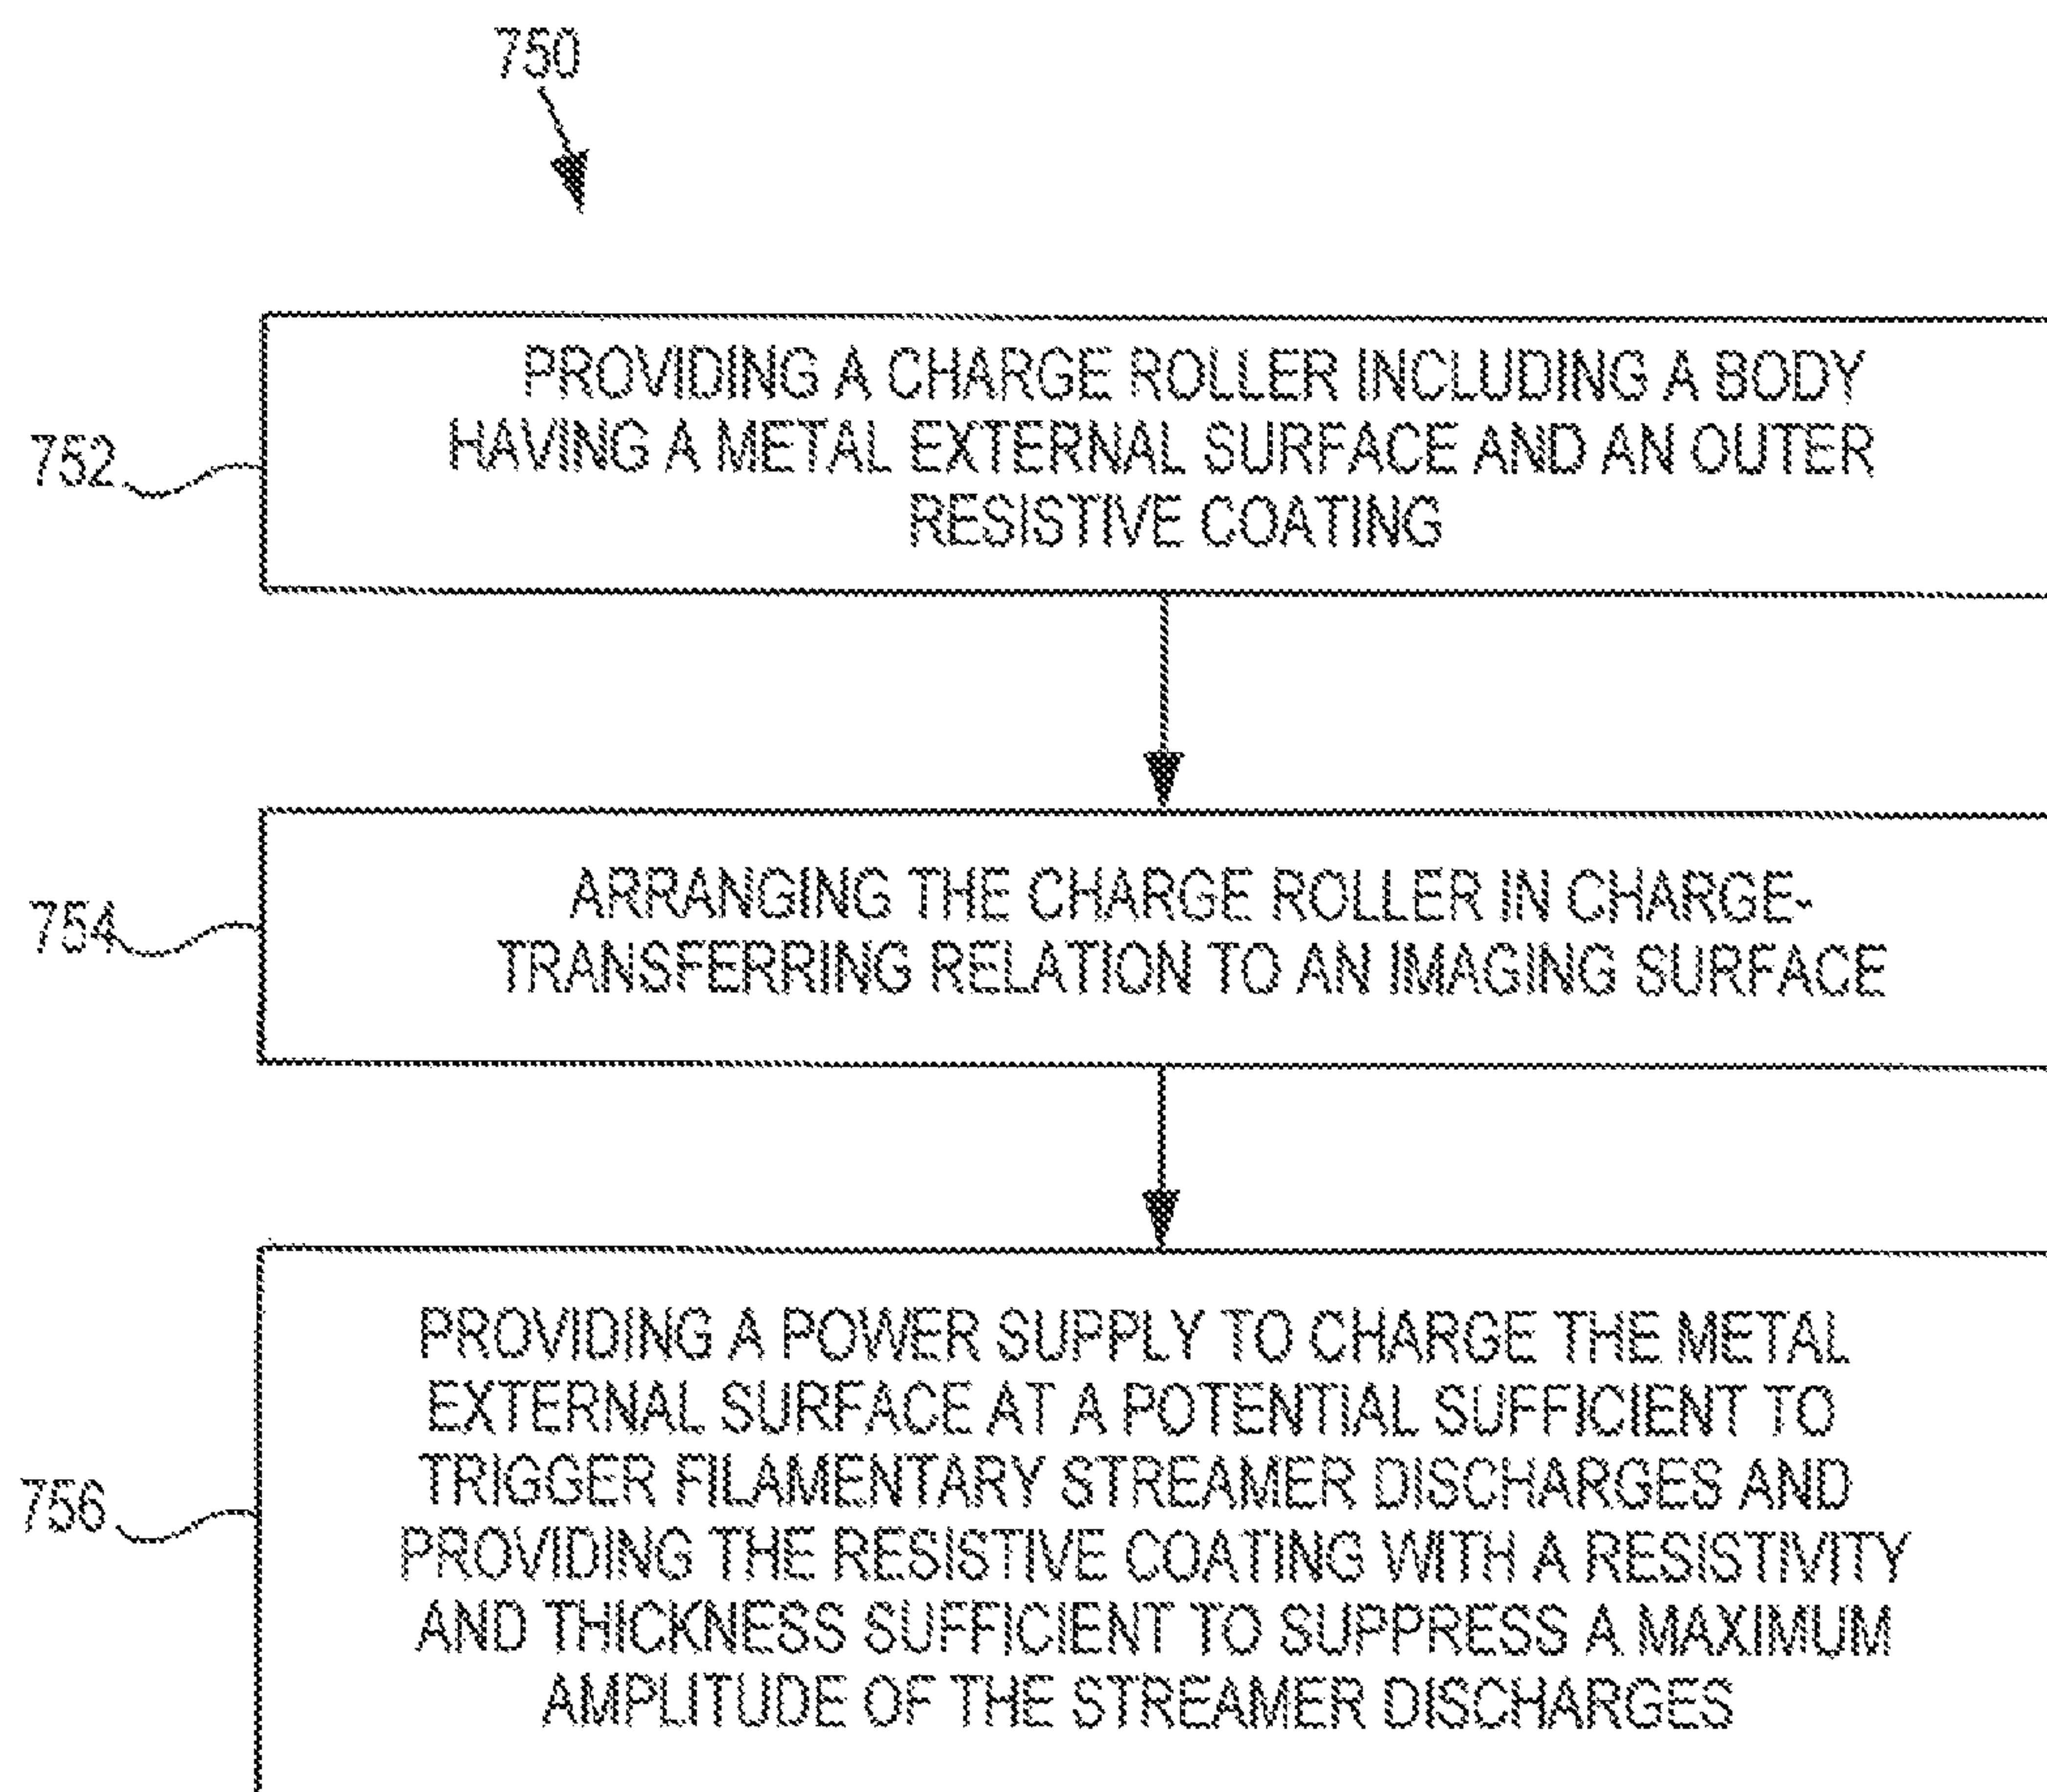 750
752
PROVIDING A CHARGE ROLLER INCLUDING A BODY
HAVING A METAL EXTERNAL SURFACE AND AN OUTER
RESISTIVE COATING
754
ARRANGING THE CHARGE ROLLER IN CHARGE-
TRANSFERRING RELATION TO AN IMAGING SURFACE
756
PROVIDING A POWER SUPPLY TO CHARGE THE METAL
EXTERNAL SURFACE AT A POTENTIAL SUFFICIENT TO
TRIGGER FILAMENTARY STREAMER DISCHARGES AND
PROVIDING THE RESISTIVE COATING WITH A RESISTIVITY
AND THICKNESS SUFFICIENT TO SUPPRESS A MAXIMUM
AMPLITUDE OF THE STREAMER DISCHARGES